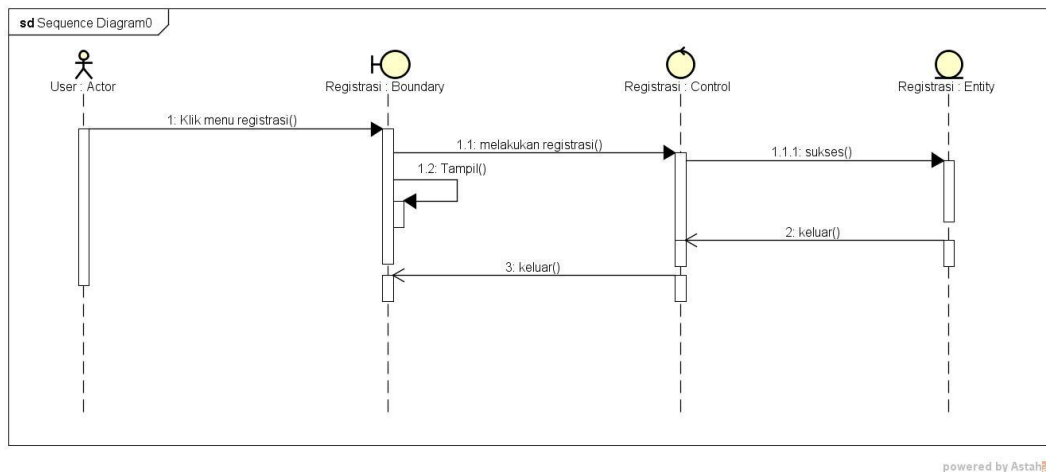 sd Sequence Diagram0
User : Actor
Registrasi : Boundary
Registrasi : Control
Registrasi : Entity
1: Klik menu registrasi()
1.1: melakukan registrasi()
1.1.1: sukses()
1.2: Tampil()
2: keluar()
3: keluar()
powered by Astah